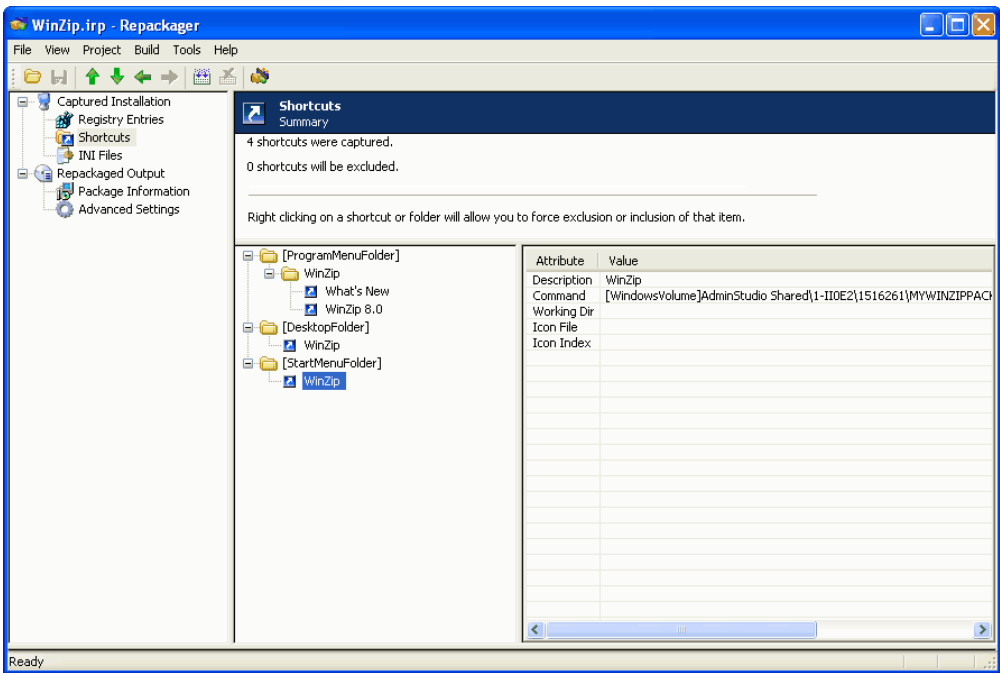 WinZip.irp - Repackager
File View Project Build Tools Help
Captured Installation
Registry Entries
Shortcuts
INI Files
Repackaged Output
Package Information
Advanced Settings
Shortcuts
Summary
4 shortcuts were captured.
0 shortcuts will be excluded.
Right clicking on a shortcut or folder will allow you to force exclusion or inclusion of that item.
[ProgramMenuFolder]
WinZip
What's New
WinZip 8.0
[DesktopFolder]
WinZip
[StartMenuFolder]
WinZip
Attribute Value
Description WinZip
Command [WindowsVolume]AdminStudio Shared\1-II0E2\1516261\MYWINZIPPACK
Working Dir
Icon File
Icon Index
Ready